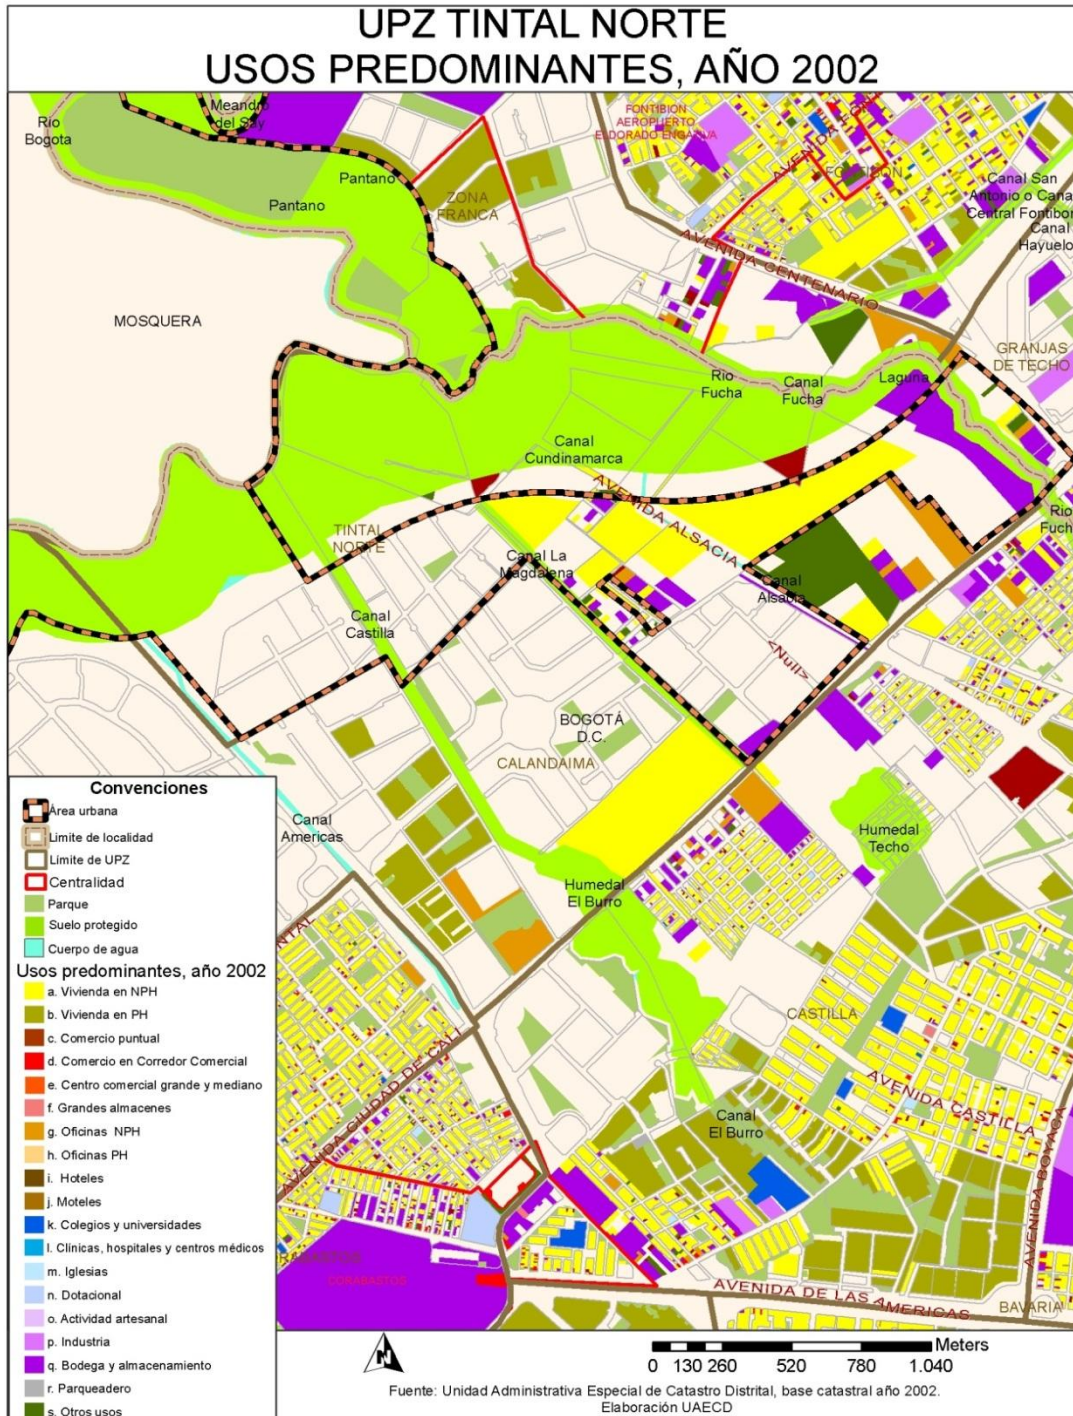 UPZ TINTAL NORTE
USOS PREDOMINANTES, AÑO 2002
Río
Bogota
Meandro
del Say
Pantano
Pantano
ZONA
FRANCA
FONTIBION
AEROPUERTO
ELDORADO ENGATIVA
AVENIDA FONTIBON
FONTIBON
Canal San
Antonio o Cana
Central Fontibor
Canal
Hayuelo
AVENIDA CENTENARIO
MOSQUERA
GRANJAS
DE TECHO
Río
Fucha
Canal
Fucha
Laguna
Canal
Cundinamarca
AVENIDA ALSACIA
TINTAL
NORTE
Río
Fucha
Canal La
Magdalena
Canal
Alsacia
Canal
Castilla
<Null>
BOGOTÁ
D.C.
CALANDAIMA
Canal
Americas
Humedal
Techo
Humedal
El Burro
NTAL
CASTILLA
AVENIDA CIUDAD DE CALI
AVENIDA CASTILLA
Canal
El Burro
AVENIDA BOYACA
RABASTOS
CORABASTOS
AVENIDA DE LAS AMERICAS
BAVARIA
Convenciones
Área urbana
Limite de localidad
Límite de UPZ
Centralidad
Parque
Suelo protegido
Cuerpo de agua
Usos predominantes, año 2002
a. Vivienda en NPH
b. Vivienda en PH
c. Comercio puntual
d. Comercio en Corredor Comercial
e. Centro comercial grande y mediano
f. Grandes almacenes
g. Oficinas NPH
h. Oficinas PH
i. Hoteles
j. Moteles
k. Colegios y universidades
l. Clínicas, hospitales y centros médicos
m. Iglesias
n. Dotacional
o. Actividad artesanal
p. Industria
q. Bodega y almacenamiento
r. Parqueadero
s. Otros usos
N
Meters
0 130 260 520 780 1.040
Fuente: Unidad Administrativa Especial de Catastro Distrital, base catastral año 2002.
Elaboración UAECD